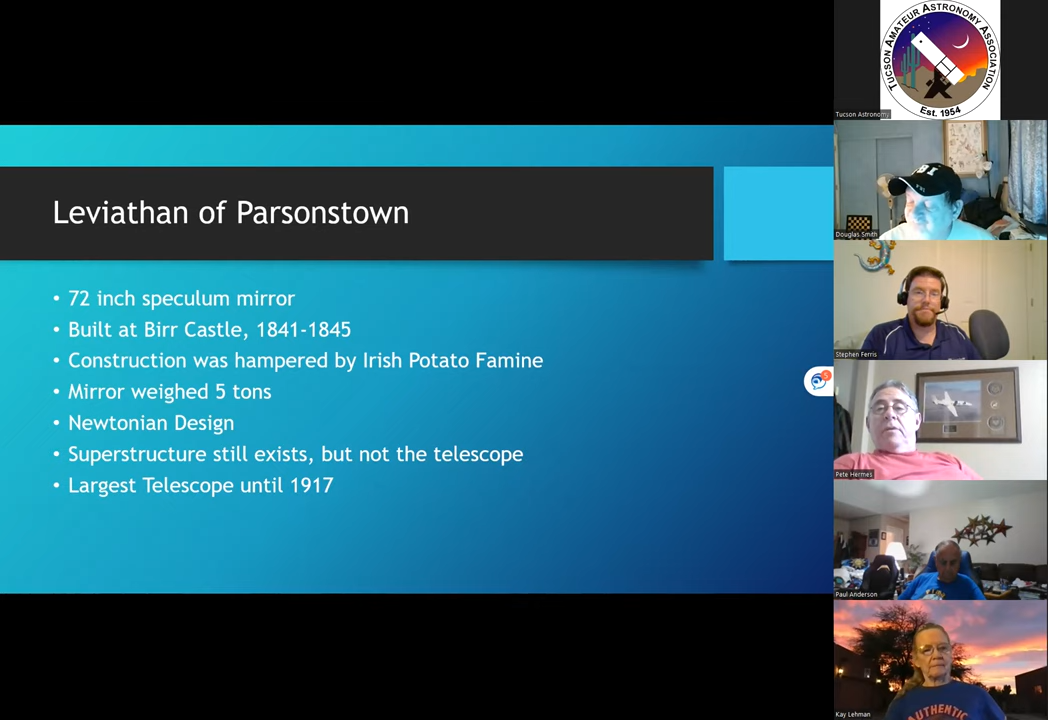 Leviathan of Parsonstown
• 72 inch speculum mirror
• Built at Birr Castle, 1841-1845
• Construction was hampered by Irish Potato Famine
• Mirror weighed 5 tons
• Newtonian Design
• Superstructure still exists, but not the telescope
• Largest Telescope until 1917
TUCSON AMATEUR ASTRONOMY ASSOCIATION
Est. 1954
Tucson Astronomy
Douglas Smith
Stephen Ferris
Pete Hermes
Paul Anderson
AUTHENTIC
Kay Lehman